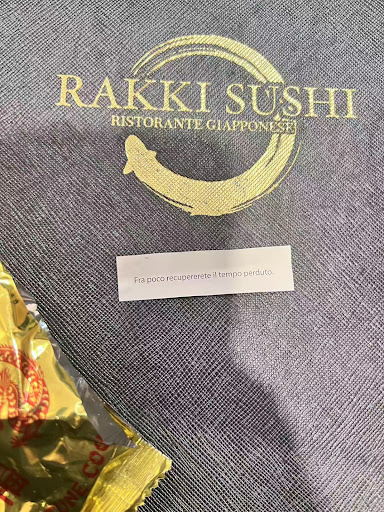 RAKKI SUSHI
RISTORANTE GIAPPONESE
Fra poco recupererete il tempo perduto.